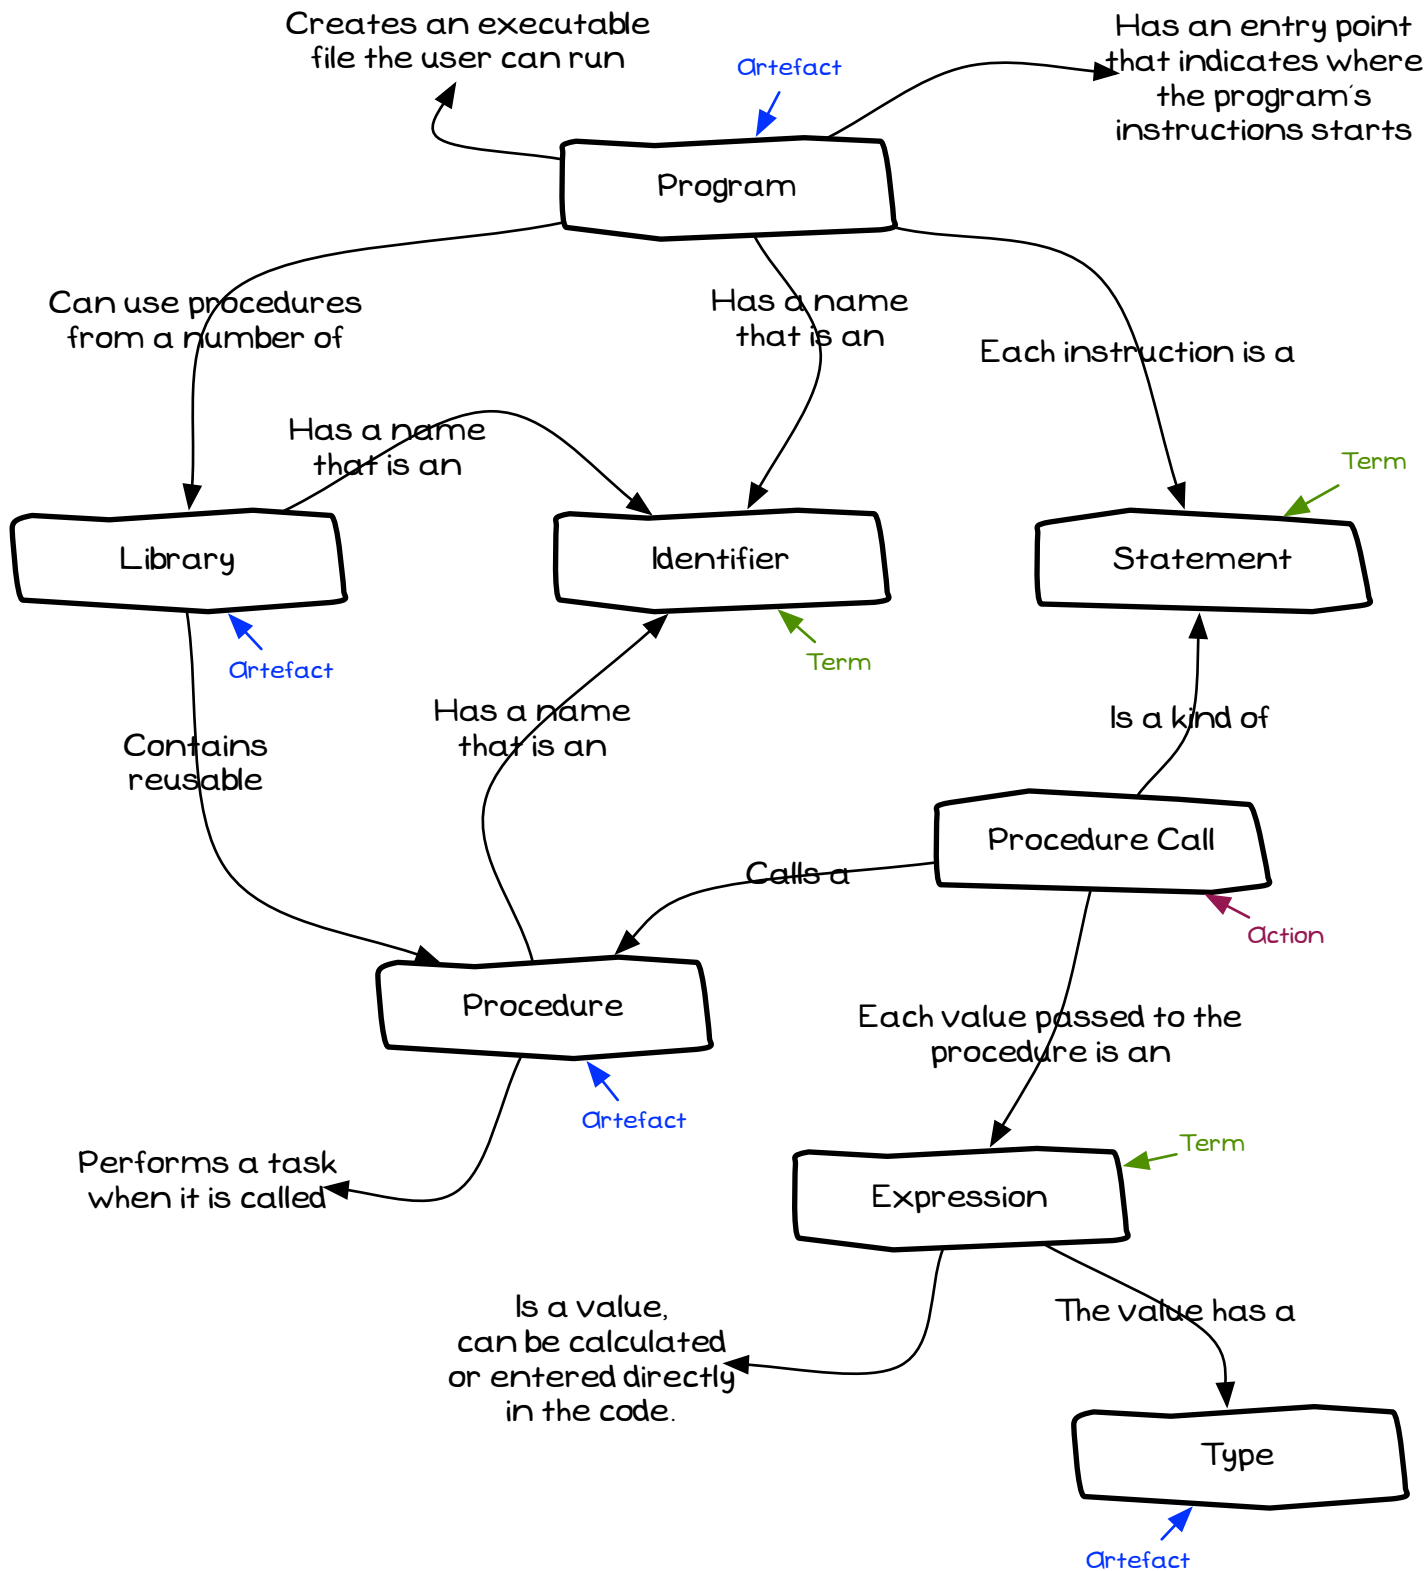 Creates an executable
file the user can run
Artefact
Has an entry point
that indicates where
the program's
instructions starts
Program
Can use procedures
from a number of
Has a name
that is an
Each instruction is a
Has a name
that is an
Term
Library
Identifier
Statement
Artefact
Term
Has a name
that is an
Is a kind of
Contains
reusable
Procedure Call
Calls a
Action
Procedure
Each value passed to the
procedure is an
Artefact
Performs a task
when it is called
Term
Expression
Is a value,
can be calculated
or entered directly
in the code.
The value has a
Type
Artefact